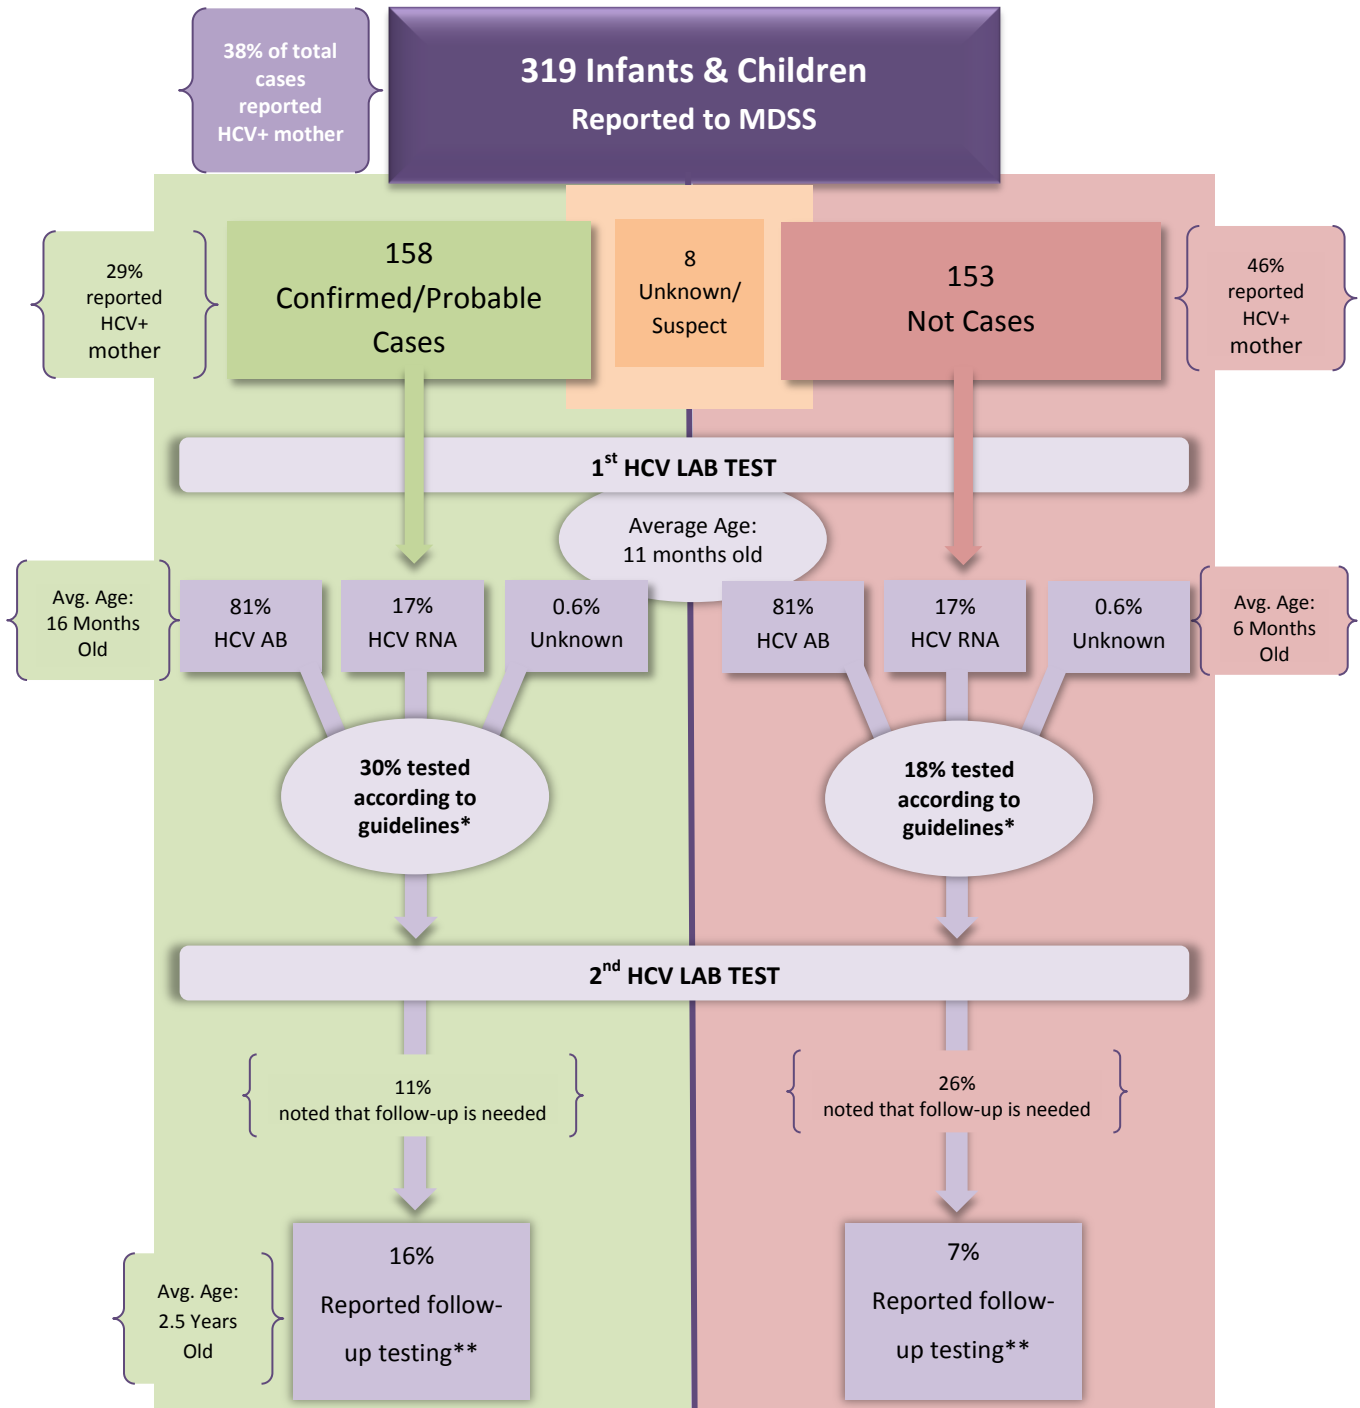 38% of total
cases
reported
HCV+ mother
319 Infants & Children
Reported to MDSS
29%
reported
HCV+
mother
158
Confirmed/Probable
Cases
8
Unknown/
Suspect
153
Not Cases
46%
reported
HCV+
mother
1st HCV LAB TEST
Average Age:
11 months old
Avg. Age:
16 Months
Old
81%
HCV AB
17%
HCV RNA
0.6%
Unknown
81%
HCV AB
17%
HCV RNA
0.6%
Unknown
Avg. Age:
6 Months
Old
30% tested
according to
guidelines*
18% tested
according to
guidelines*
2nd HCV LAB TEST
11%
noted that follow-up is needed
26%
noted that follow-up is needed
Avg. Age:
2.5 Years
Old
16%
Reported follow-
up testing**
7%
Reported follow-
up testing**